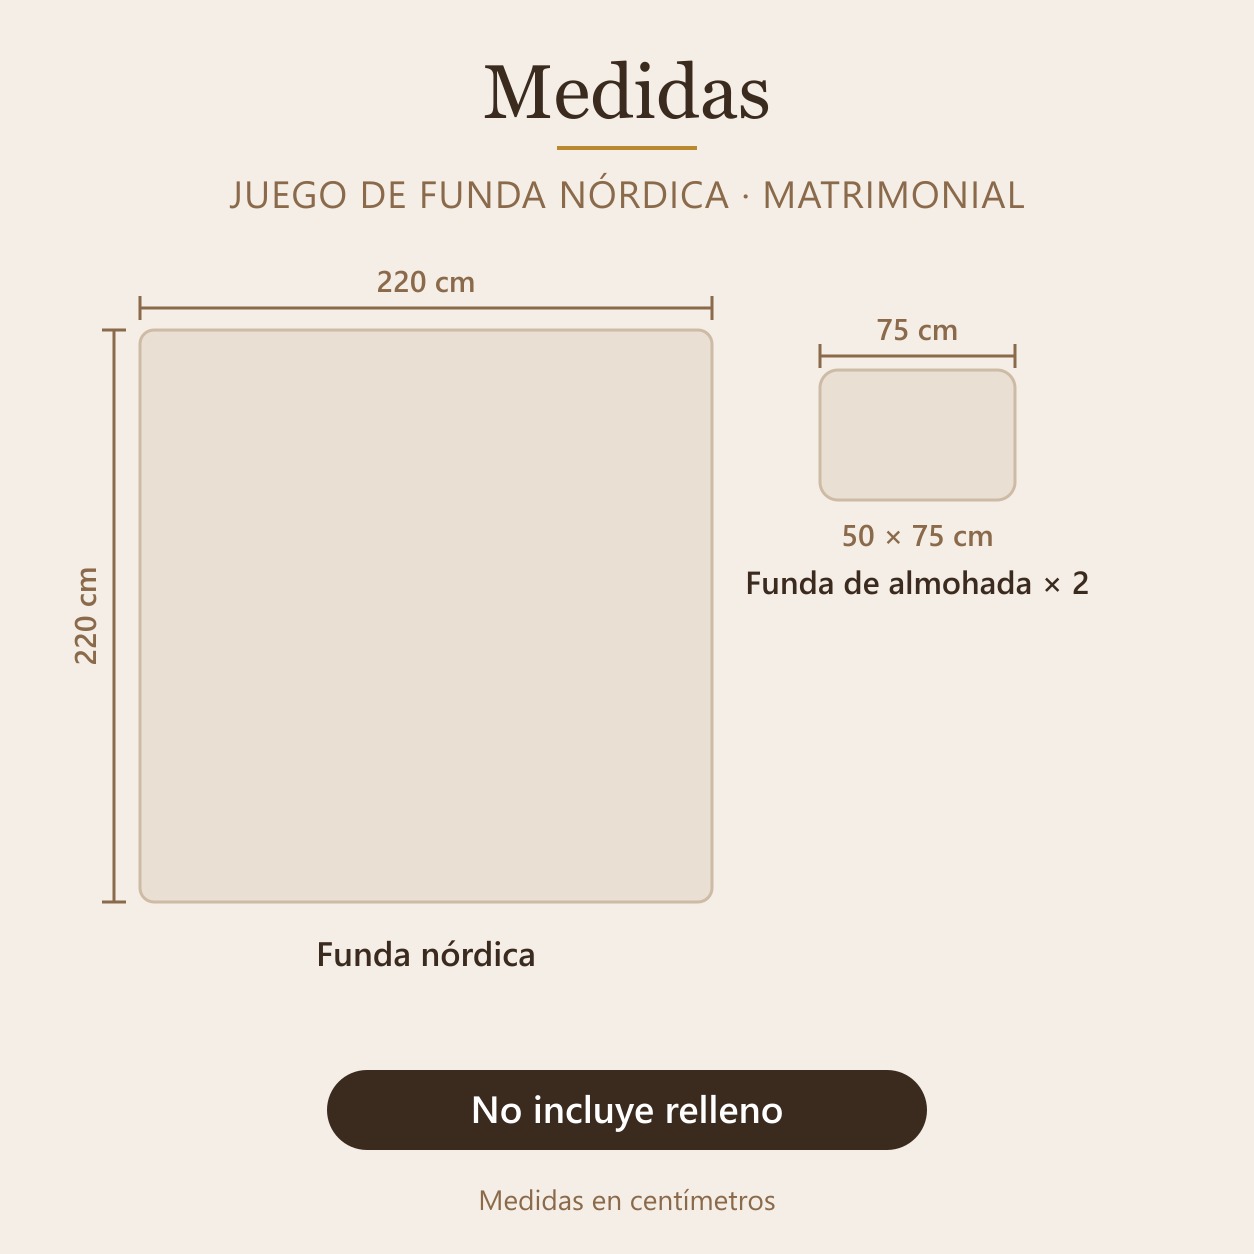 Medidas
JUEGO DE FUNDA NÓRDICA · MATRIMONIAL
220 cm
75 cm
220 cm
50 × 75 cm
Funda de almohada × 2
Funda nórdica
No incluye relleno
Medidas en centímetros